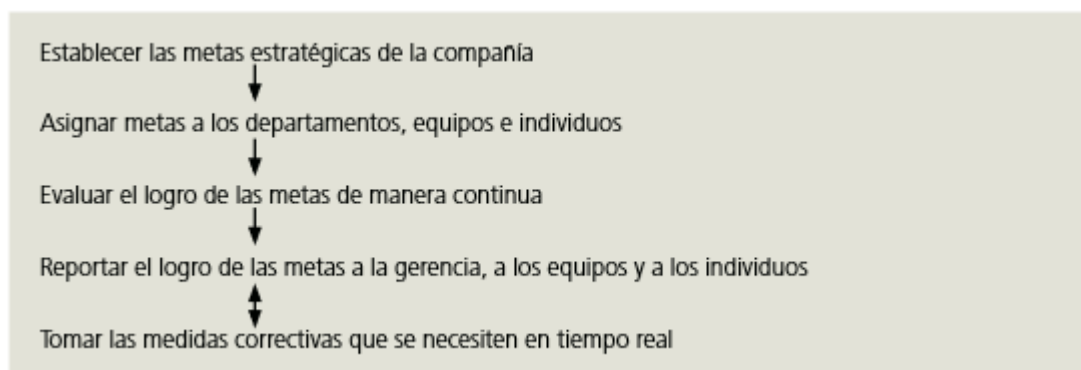 Establecer las metas estratégicas de la compañía
Asignar metas a los departamentos, equipos e individuos
Evaluar el logro de las metas de manera continua
Reportar el logro de las metas a la gerencia, a los equipos y a los individuos
Tomar las medidas correctivas que se necesiten en tiempo real